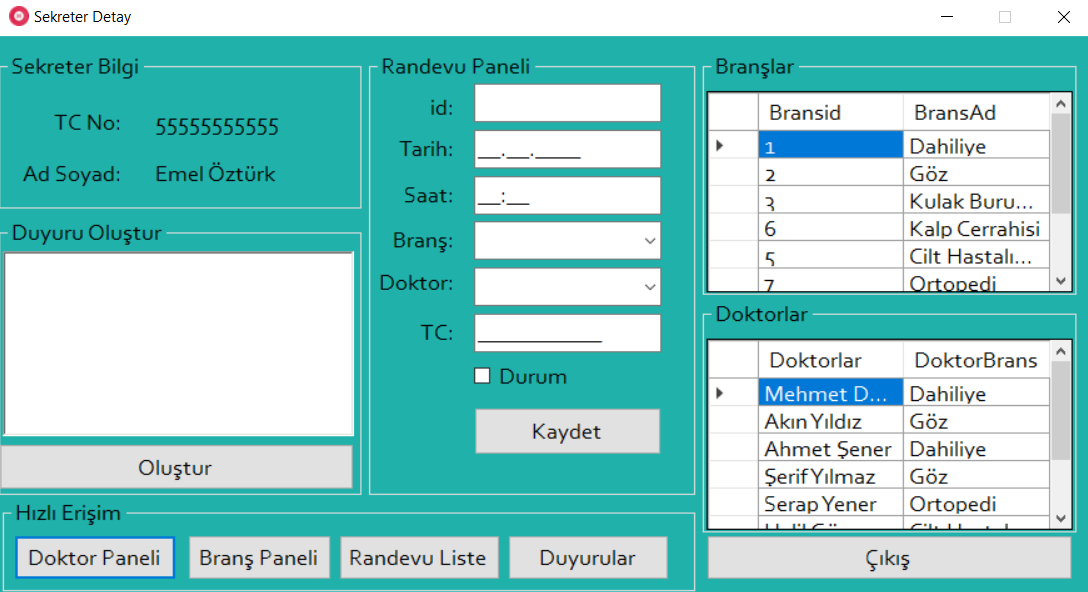 Sekreter Detay
Sekreter Bilgi
TC No: 55555555555
Ad Soyad: Emel Öztürk
Duyuru Oluştur
Oluştur
Randevu Paneli
id:
Tarih: __.__.____
Saat: __:__
Branş:
Doktor:
TC: ___________
Durum
Kaydet
Branşlar
Bransid BransAd
1 Dahiliye
2 Göz
3 Kulak Buru...
6 Kalp Cerrahisi
5 Cilt Hastalı...
7 Ortopedi
Doktorlar
Doktorlar DoktorBrans
Mehmet D... Dahiliye
Akın Yıldız Göz
Ahmet Şener Dahiliye
Şerif Yılmaz Göz
Serap Yener Ortopedi
Hızlı Erişim
Doktor Paneli Branş Paneli Randevu Liste Duyurular
Çıkış